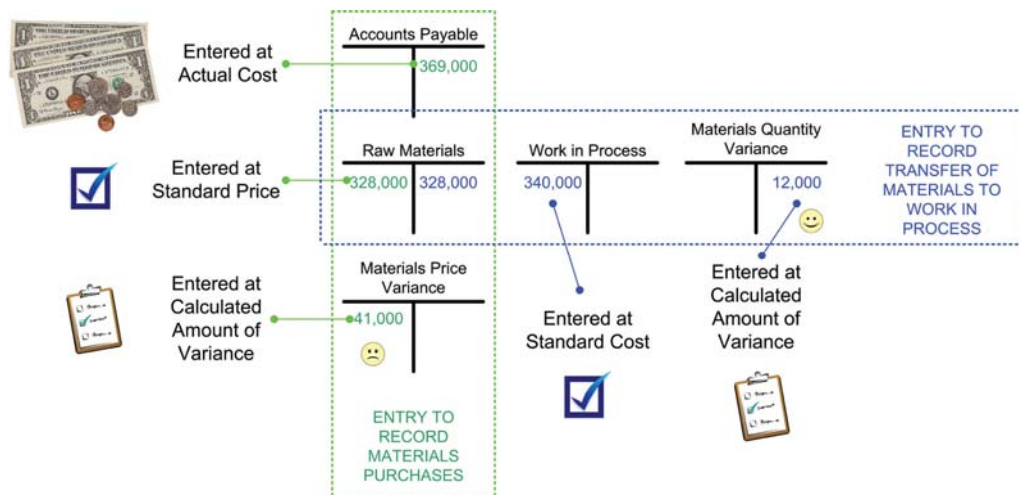 Accounts Payable
Entered at
Actual Cost
369,000
Raw Materials
Work in Process
Materials Quantity
Variance
ENTRY TO
RECORD
TRANSFER OF
MATERIALS TO
WORK IN
PROCESS
Entered at
Standard Price
328,000
328,000
340,000
12,000
Materials Price
Variance
Entered at
Calculated
Amount of
Variance
41,000
Entered at
Standard Cost
Entered at
Calculated
Amount of
Variance
ENTRY TO
RECORD
MATERIALS
PURCHASES